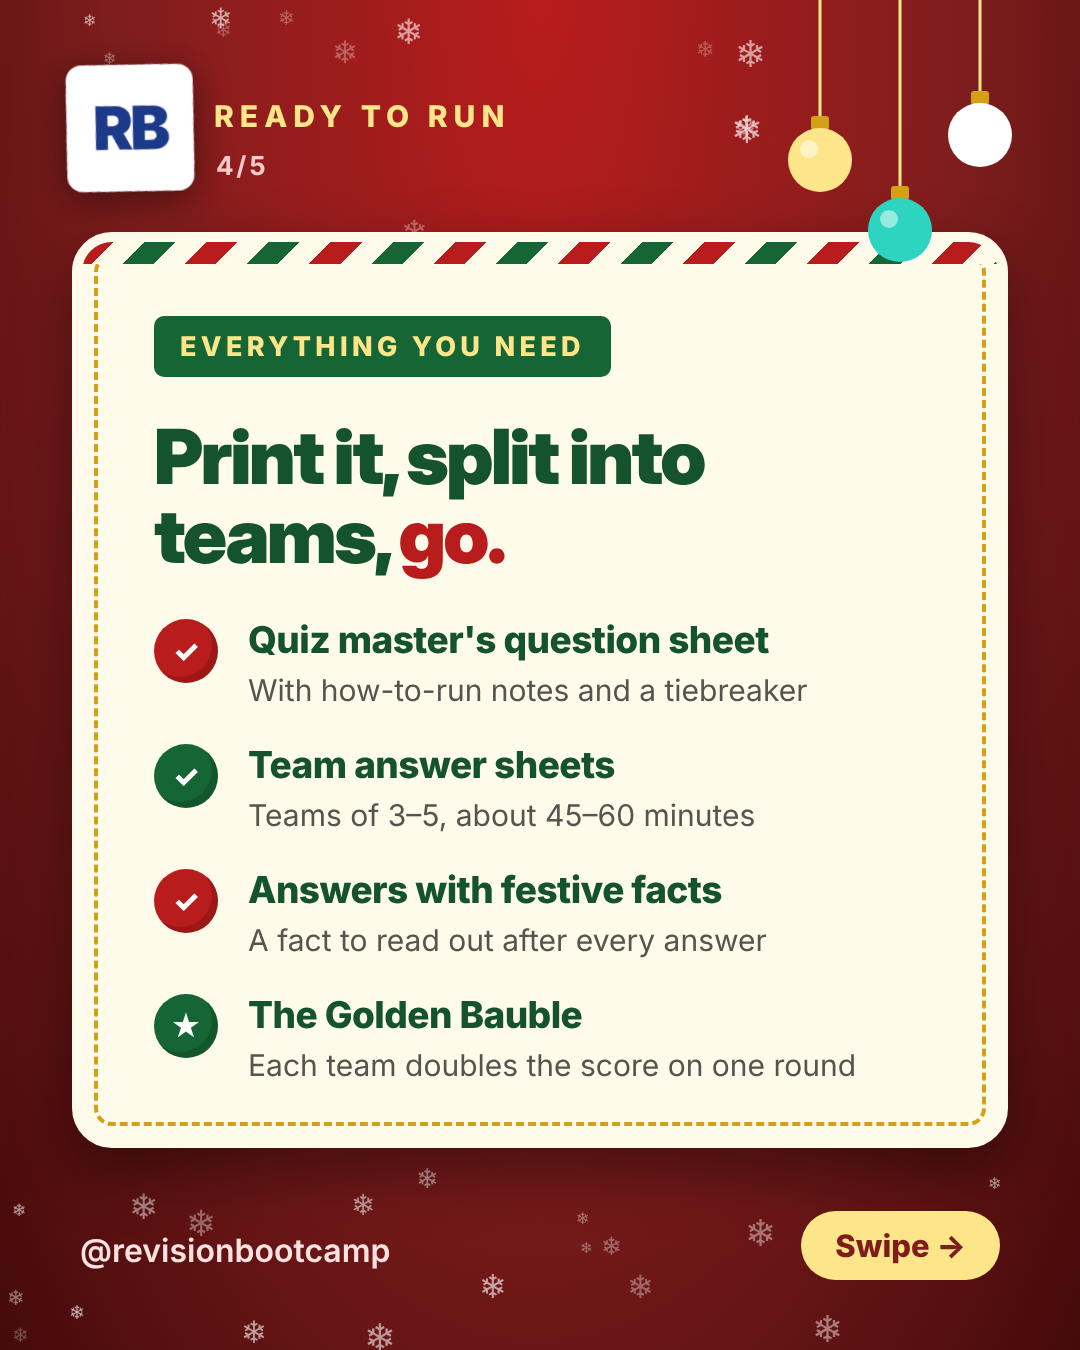 RB
READY TO RUN
4/5
EVERYTHING YOU NEED
Print it, split into
teams, go.
Quiz master's question sheet
With how-to-run notes and a tiebreaker
Team answer sheets
Teams of 3–5, about 45–60 minutes
Answers with festive facts
A fact to read out after every answer
The Golden Bauble
Each team doubles the score on one round
@revisionbootcamp
Swipe →